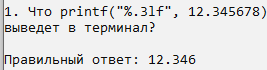 1. Что printf("%.3lf", 12.345678)
выведет в терминал?
Правильный ответ: 12.346